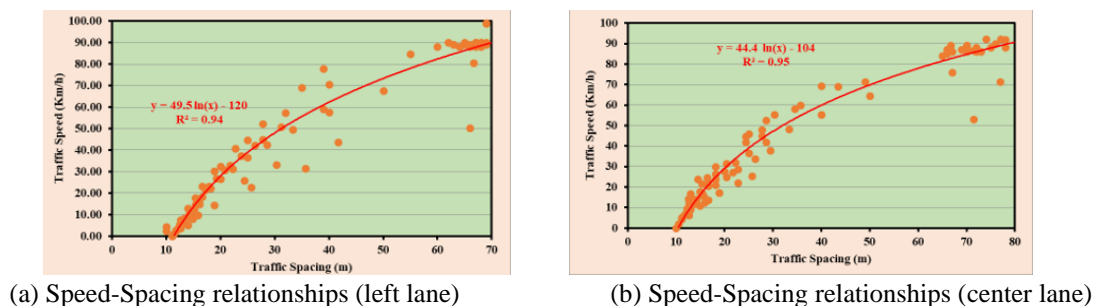 100.00
90.00
80.00
70.00
60.00
50.00
40.00
30.00
20.00
10.00
0.00
Traffic Speed (Km/h)
y = 49.5 ln(x) - 120
R² = 0.94
0 10 20 30 40 50 60 70
Traffic Spacing (m)
(a) Speed-Spacing relationships (left lane)
100
90
80
70
60
50
40
30
20
10
0
Traffic Speed (Km/h)
y = 44.4 ln(x) - 104
R² = 0.95
0 10 20 30 40 50 60 70 80
Traffic Spacing (m)
(b) Speed-Spacing relationships (center lane)